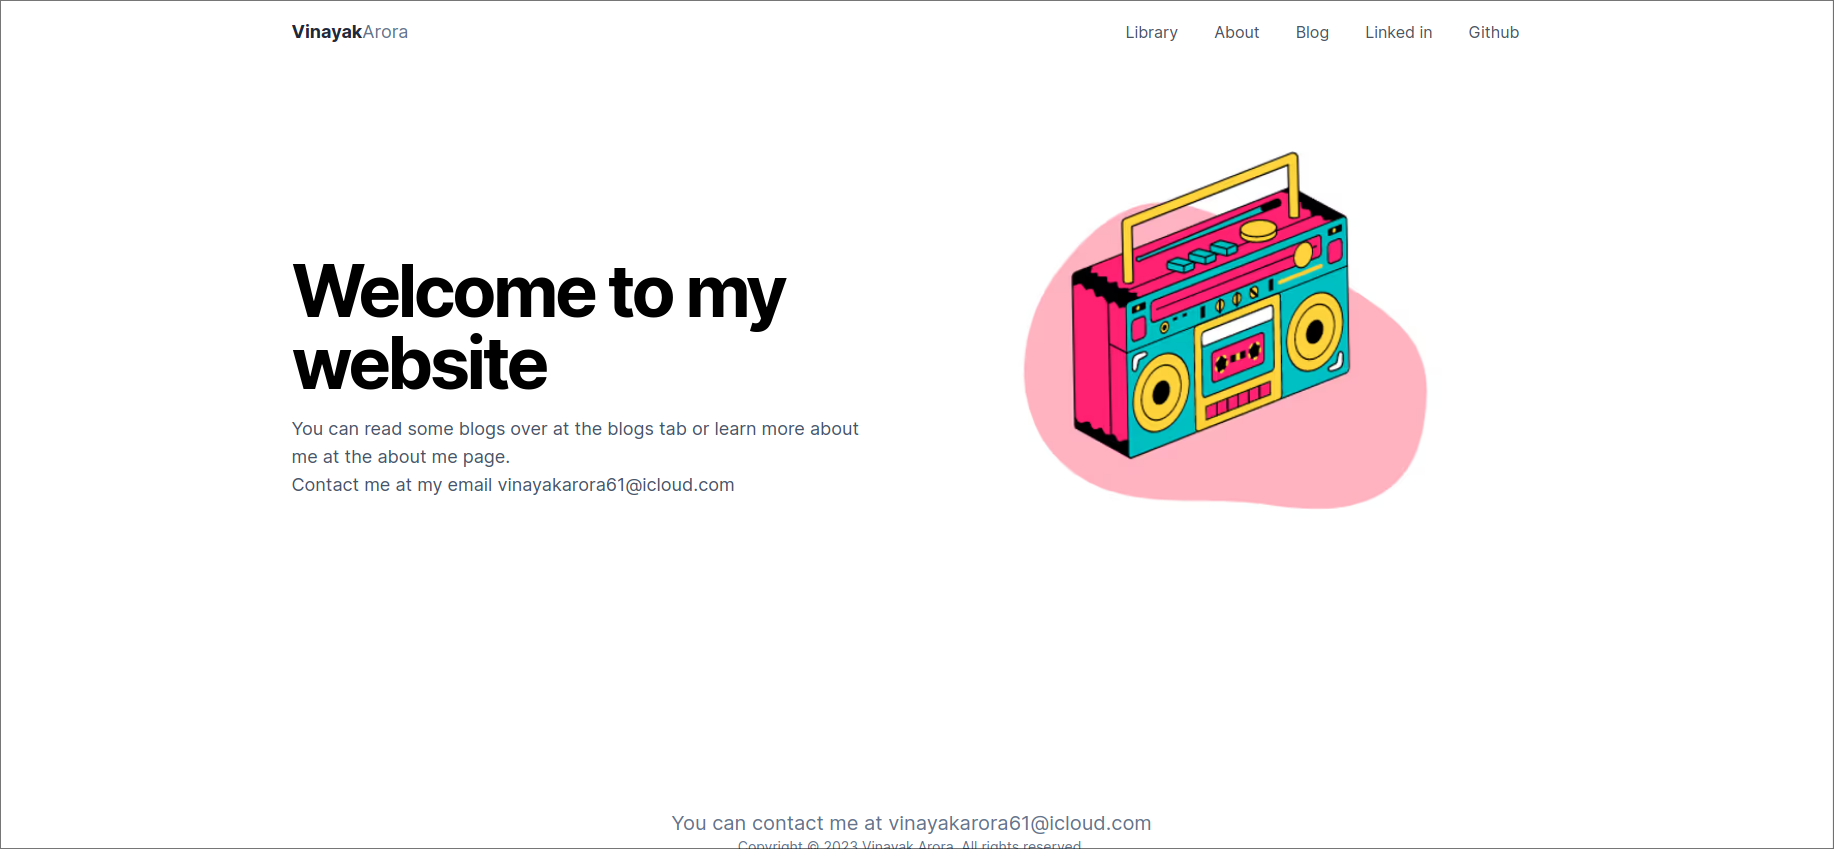 VinayakArora
Library About Blog Linked in Github
Welcome to my
website
You can read some blogs over at the blogs tab or learn more about
me at the about me page.
Contact me at my email vinayakarora61@icloud.com
You can contact me at vinayakarora61@icloud.com
Copyright © 2023 Vinayak Arora. All rights reserved